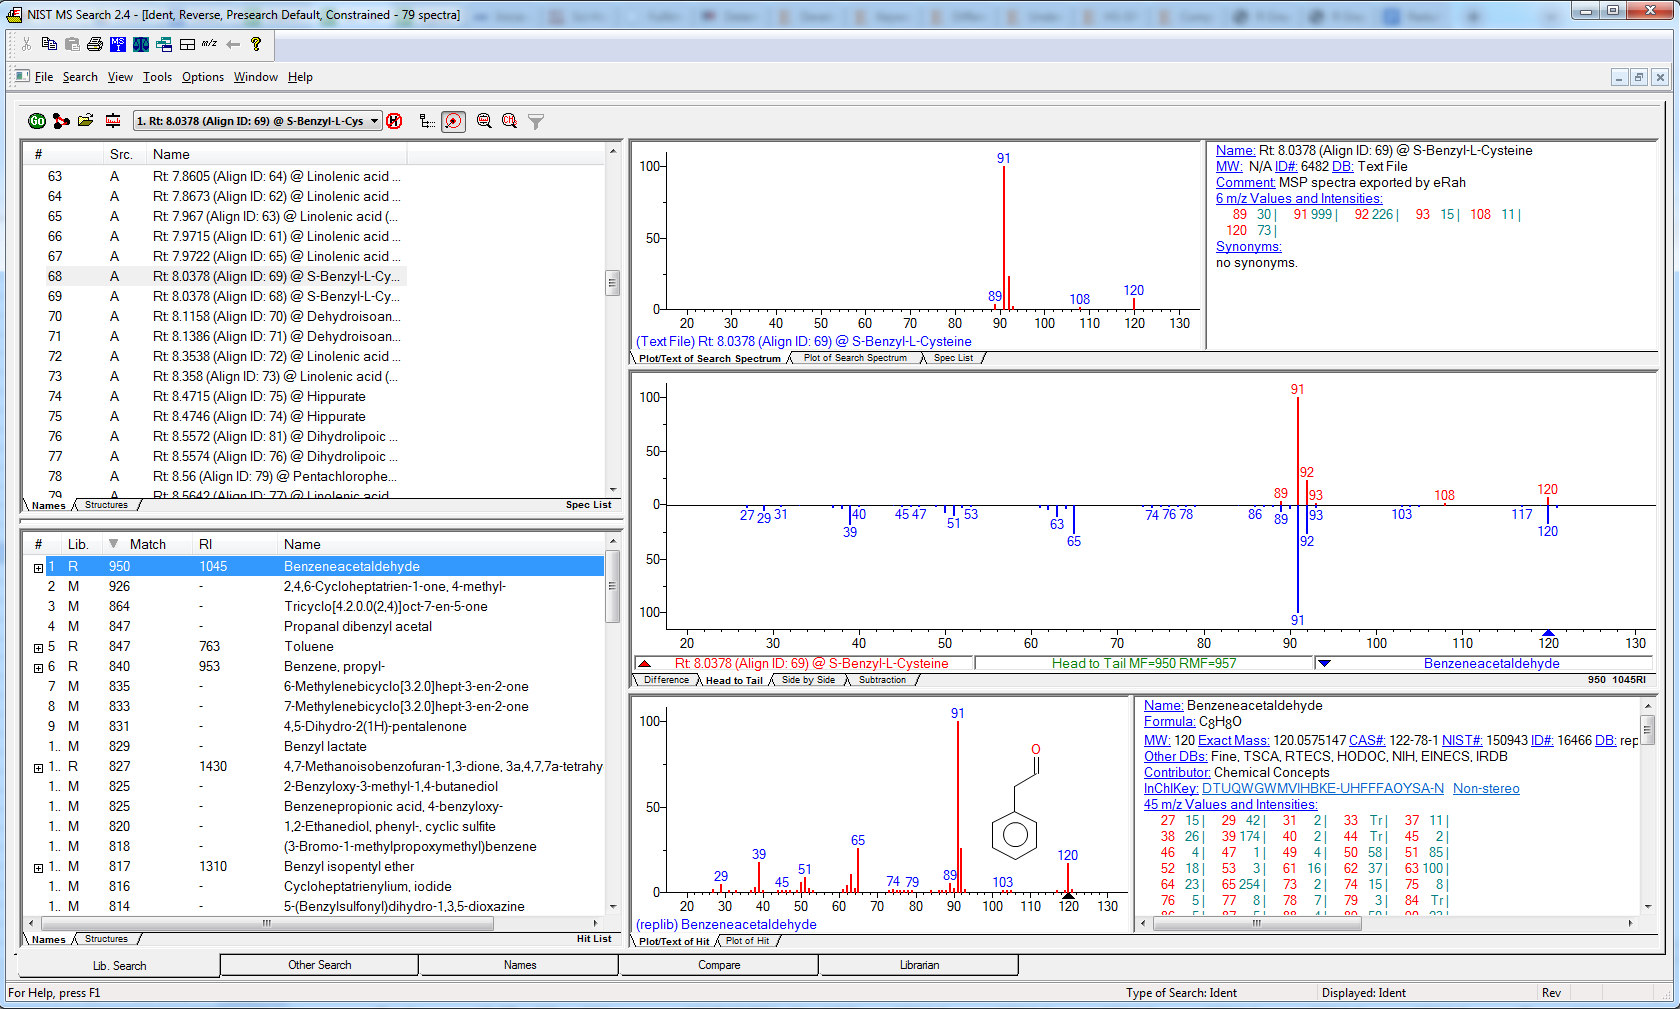 NIST MS Search 2.4 - [Ident, Reverse, Presearch Default, Constrained - 79 spectra]
File Search View Tools Options Window Help
1. Rt: 8.0378 (Align ID: 69) @ S-Benzyl-L-Cys
# Src. Name
63 A Rt: 7.8605 (Align ID: 64) @ Linolenic acid ...
64 A Rt: 7.8673 (Align ID: 62) @ Linolenic acid ...
65 A Rt: 7.967 (Align ID: 63) @ Linolenic acid (...
66 A Rt: 7.9715 (Align ID: 61) @ Linolenic acid ...
67 A Rt: 7.9722 (Align ID: 65) @ Linolenic acid ...
68 A Rt: 8.0378 (Align ID: 69) @ S-Benzyl-L-Cy...
69 A Rt: 8.0378 (Align ID: 68) @ S-Benzyl-L-Cy...
70 A Rt: 8.1158 (Align ID: 70) @ Dehydroisoan...
71 A Rt: 8.1386 (Align ID: 71) @ Dehydroisoan...
72 A Rt: 8.3538 (Align ID: 72) @ Linolenic acid ...
73 A Rt: 8.358 (Align ID: 73) @ Linolenic acid (...
74 A Rt: 8.4715 (Align ID: 75) @ Hippurate
75 A Rt: 8.4746 (Align ID: 74) @ Hippurate
76 A Rt: 8.5572 (Align ID: 81) @ Dihydrolipoic ...
77 A Rt: 8.5574 (Align ID: 76) @ Dihydrolipoic ...
78 A Rt: 8.56 (Align ID: 79) @ Pentachlorophe...
79 A Rt: 8.5642 (Align ID: 77) @ Linolenic acid
Names Structures Spec List
# Lib. Match RI Name
1 R 950 1045 Benzeneacetaldehyde
2 M 926 - 2,4,6-Cycloheptatrien-1-one, 4-methyl-
3 M 864 - Tricyclo[4.2.0.0(2,4)]oct-7-en-5-one
4 M 847 - Propanal dibenzyl acetal
5 R 847 763 Toluene
6 R 840 953 Benzene, propyl-
7 M 835 - 6-Methylenebicyclo[3.2.0]hept-3-en-2-one
8 M 833 - 7-Methylenebicyclo[3.2.0]hept-3-en-2-one
9 M 831 - 4,5-Dihydro-2(1H)-pentalenone
1.. M 829 - Benzyl lactate
1.. R 827 1430 4,7-Methanoisobenzofuran-1,3-dione, 3a,4,7,7a-tetrahy
1.. M 825 - 2-Benzyloxy-3-methyl-1,4-butanediol
1.. M 825 - Benzenepropionic acid, 4-benzyloxy-
1.. M 820 - 1,2-Ethanediol, phenyl-, cyclic sulfite
1.. M 818 - (3-Bromo-1-methylpropoxymethyl)benzene
1.. M 817 1310 Benzyl isopentyl ether
1.. M 816 - Cycloheptatrienylium, iodide
1.. M 814 - 5-(Benzylsulfonyl)dihydro-1,3,5-dioxazine
Names Structures Hit List
100
50
0
91
89
108
120
20 30 40 50 60 70 80 90 100 110 120 130
(Text File) Rt: 8.0378 (Align ID: 69) @ S-Benzyl-L-Cysteine
Plot/Text of Search Spectrum Plot of Search Spectrum Spec List
Name: Rt: 8.0378 (Align ID: 69) @ S-Benzyl-L-Cysteine
MW: N/A ID#: 6482 DB: Text File
Comment: MSP spectra exported by eRah
6 m/z Values and Intensities:
89 30 | 91 999 | 92 226 | 93 15 | 108 11 |
120 73 |
Synonyms:
no synonyms.
100
50
0
50
100
91
92
89 93 108 120
27 29 31 39 40 45 47 51 53 63 65 74 76 78 86 89 93 103 117 120
92
91
20 30 40 50 60 70 80 90 100 110 120 130
Rt: 8.0378 (Align ID: 69) @ S-Benzyl-L-Cysteine Head to Tail MF=950 RMF=957 Benzeneacetaldehyde
Difference Head to Tail Side by Side Subtraction 950 1045RI
100
50
0
91
29 39 45 51 65 74 79 89 103 120
O
20 30 40 50 60 70 80 90 100 110 120 130
(replib) Benzeneacetaldehyde
Plot/Text of Hit Plot of Hit
Name: Benzeneacetaldehyde
Formula: C8H8O
MW: 120 Exact Mass: 120.0575147 CAS#: 122-78-1 NIST#: 150943 ID#: 16466 DB: rep
Other DBs: Fine, TSCA, RTECS, HODOC, NIH, EINECS, IRDB
Contributor: Chemical Concepts
InChIKey: DTUQWGWMVIHBKE-UHFFFAOYSA-N Non-stereo
45 m/z Values and Intensities:
27 15 | 29 42 | 31 2 | 33 Tr | 37 11 |
38 26 | 39 174 | 40 2 | 44 Tr | 45 2 |
46 4 | 47 1 | 49 4 | 50 58 | 51 85 |
52 18 | 53 3 | 61 16 | 62 37 | 63 100 |
64 23 | 65 254 | 73 2 | 74 15 | 75 8 |
76 5 | 77 8 | 78 7 | 79 3 | 84 Tr |
Lib. Search Other Search Names Compare Librarian
For Help, press F1 Type of Search: Ident Displayed: Ident Rev